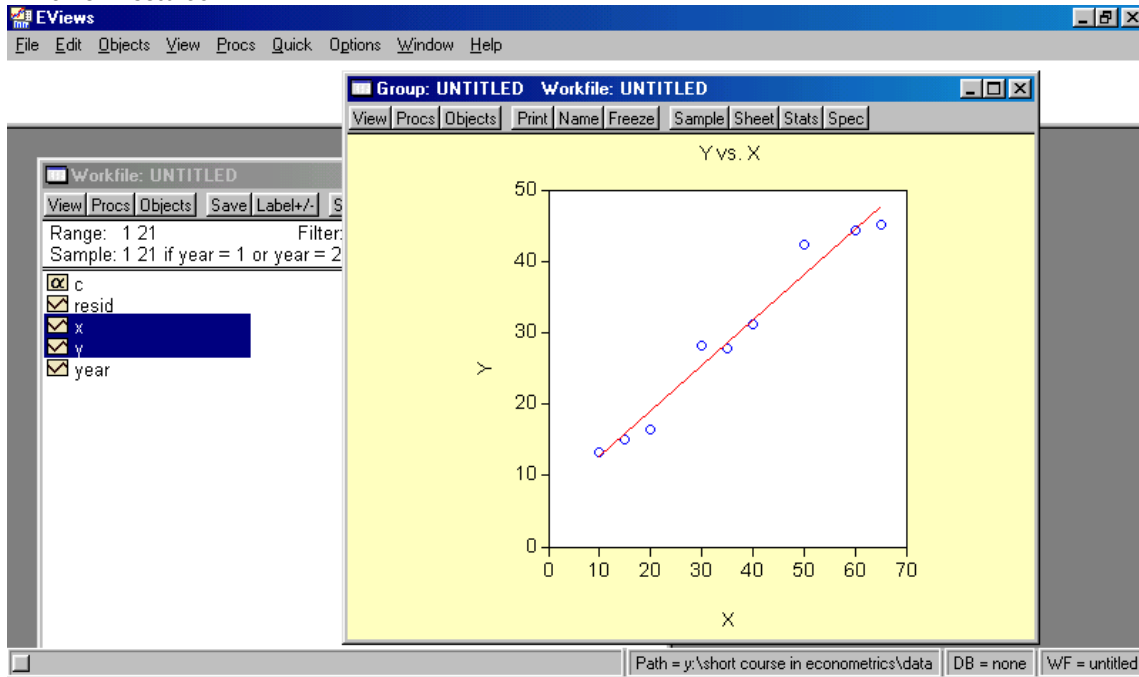 EViews
File Edit Objects View Procs Quick Options Window Help
Group: UNTITLED Workfile: UNTITLED
View Procs Objects Print Name Freeze Sample Sheet Stats Spec
Y vs. X
Workfile: UNTITLED
View Procs Objects Save Label+/- S
Range: 1 21 Filter:
Sample: 1 21 if year = 1 or year = 2
c
resid
x
y
year
50
40
30
20
10
0
Y
0 10 20 30 40 50 60 70
X
Path = y:\short course in econometrics\data DB = none WF = untitled